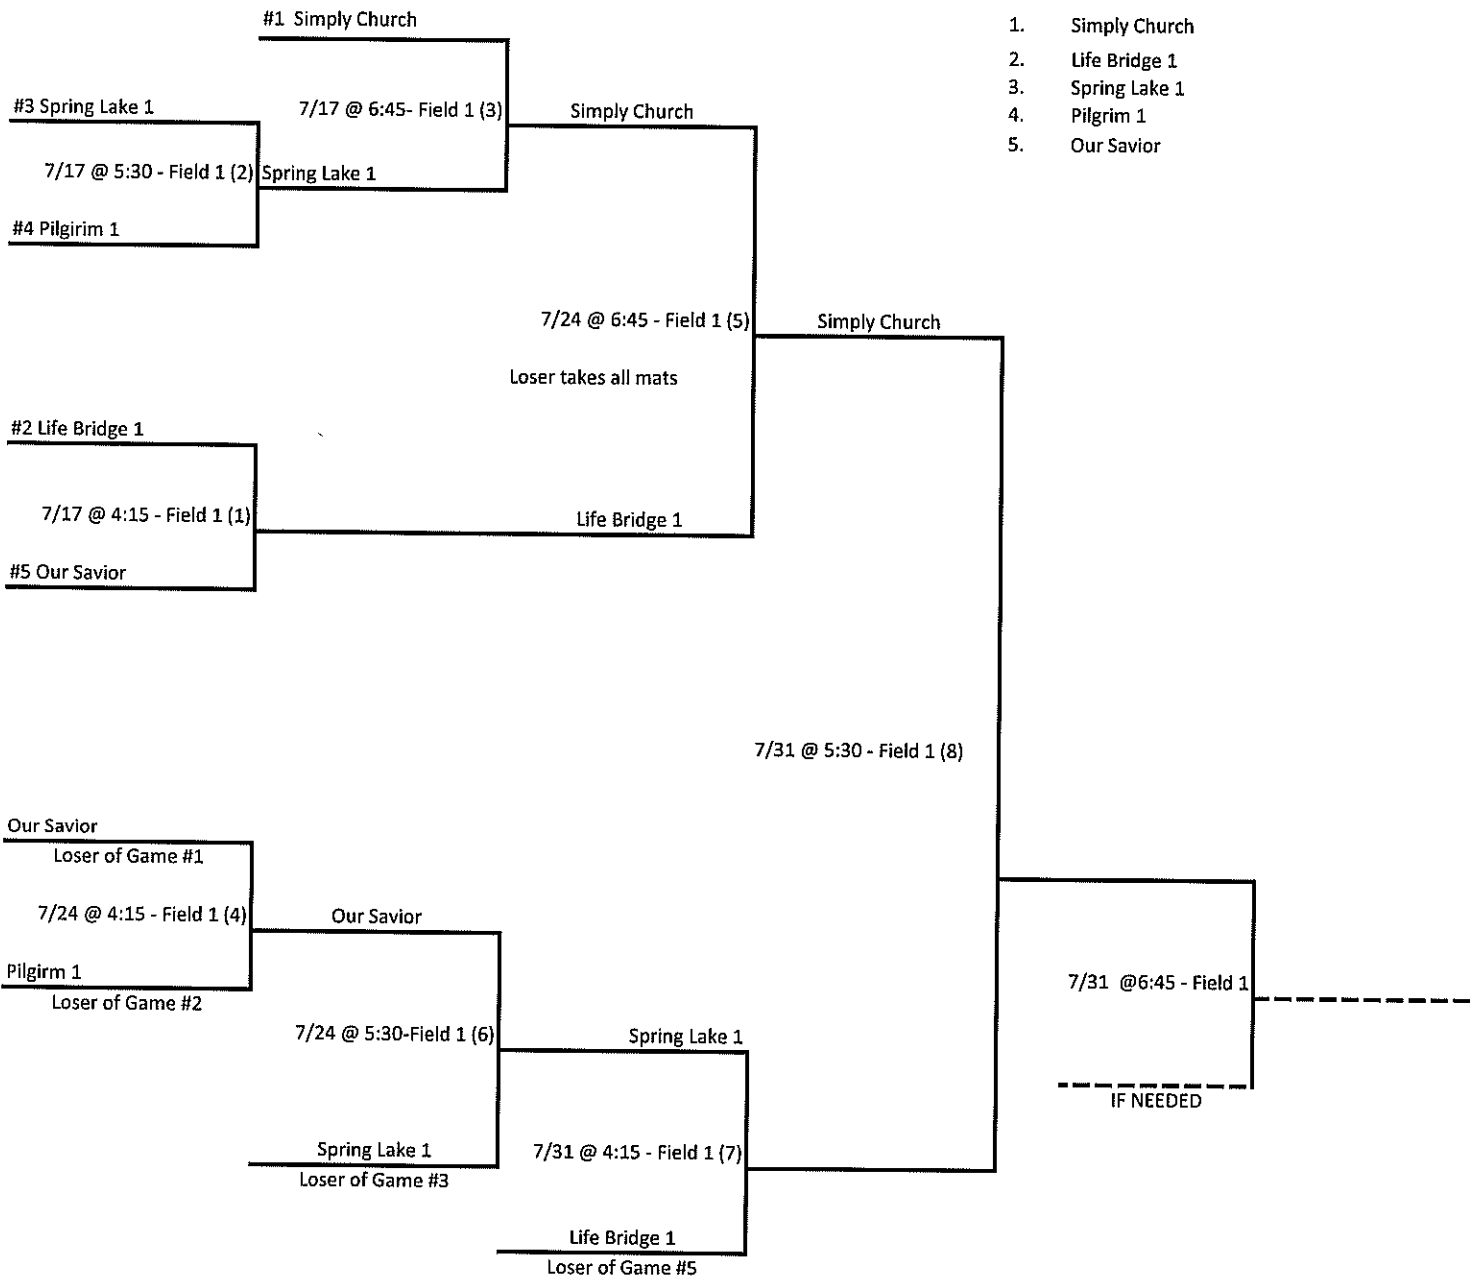 #1 Simply Church
1. Simply Church
2. Life Bridge 1
3. Spring Lake 1
4. Pilgrim 1
5. Our Savior
#3 Spring Lake 1
7/17 @ 6:45- Field 1 (3)
Simply Church
7/17 @ 5:30 - Field 1 (2)
Spring Lake 1
#4 Pilgirim 1
7/24 @ 6:45 - Field 1 (5)
Simply Church
Loser takes all mats
#2 Life Bridge 1
7/17 @ 4:15 - Field 1 (1)
Life Bridge 1
#5 Our Savior
7/31 @ 5:30 - Field 1 (8)
Our Savior
Loser of Game #1
7/24 @ 4:15 - Field 1 (4)
Our Savior
Pilgirm 1
Loser of Game #2
7/31 @6:45 - Field 1
7/24 @ 5:30-Field 1 (6)
Spring Lake 1
IF NEEDED
Spring Lake 1
Loser of Game #3
7/31 @ 4:15 - Field 1 (7)
Life Bridge 1
Loser of Game #5